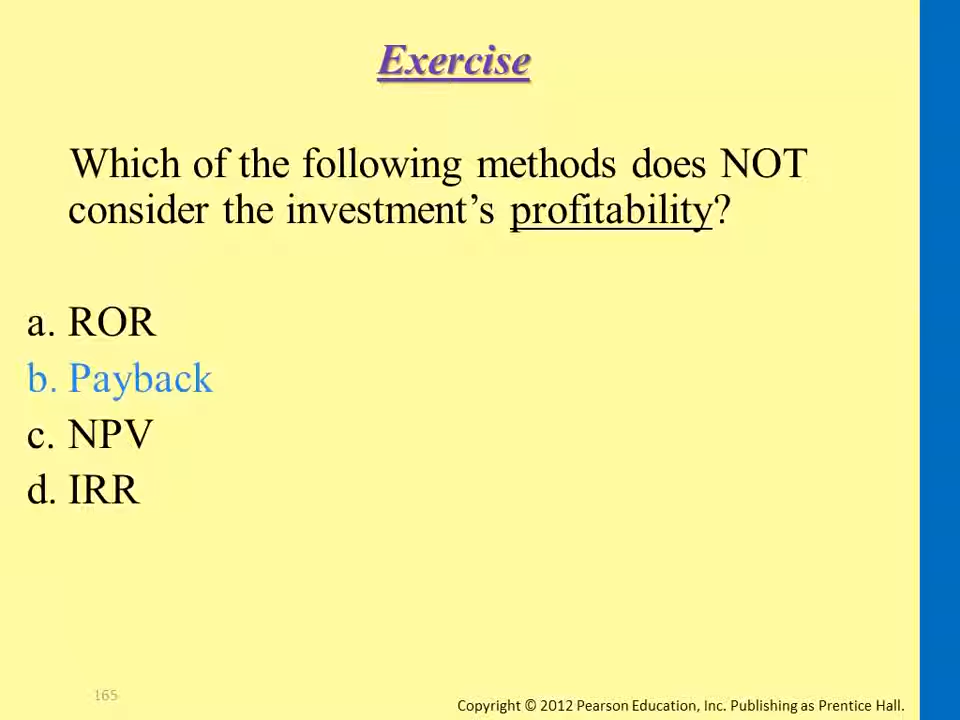 Exercise
Which of the following methods does NOT
consider the investment’s profitability?
a. ROR
b. Payback
c. NPV
d. IRR
165
Copyright © 2012 Pearson Education, Inc. Publishing as Prentice Hall.